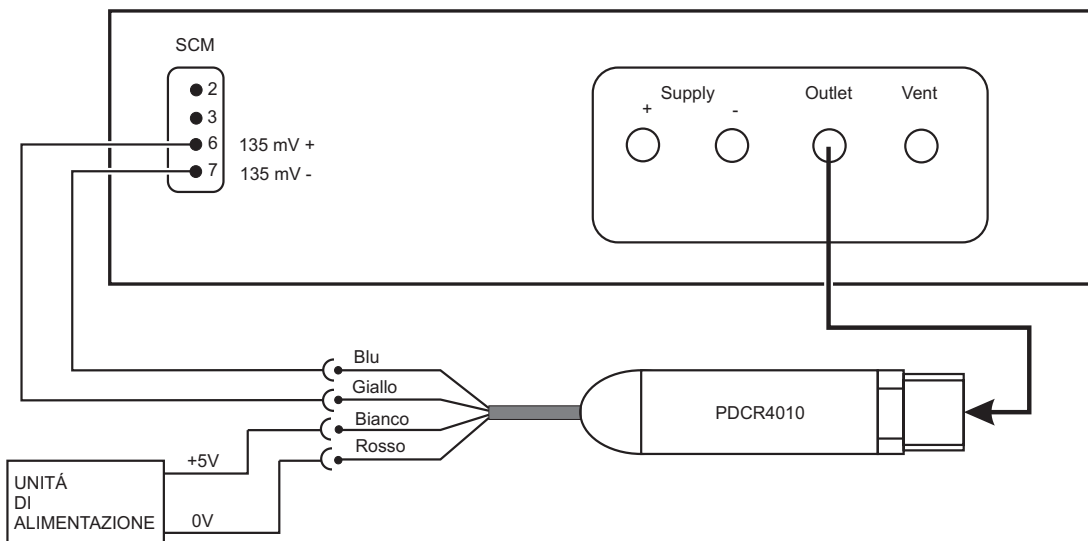 SCM
2
3
6 135 mV +
7 135 mV -
Supply Outlet Vent
+ -
Blu
Giallo
Bianco
Rosso
PDCR4010
+5V
0V
UNITÁ
DI
ALIMENTAZIONE